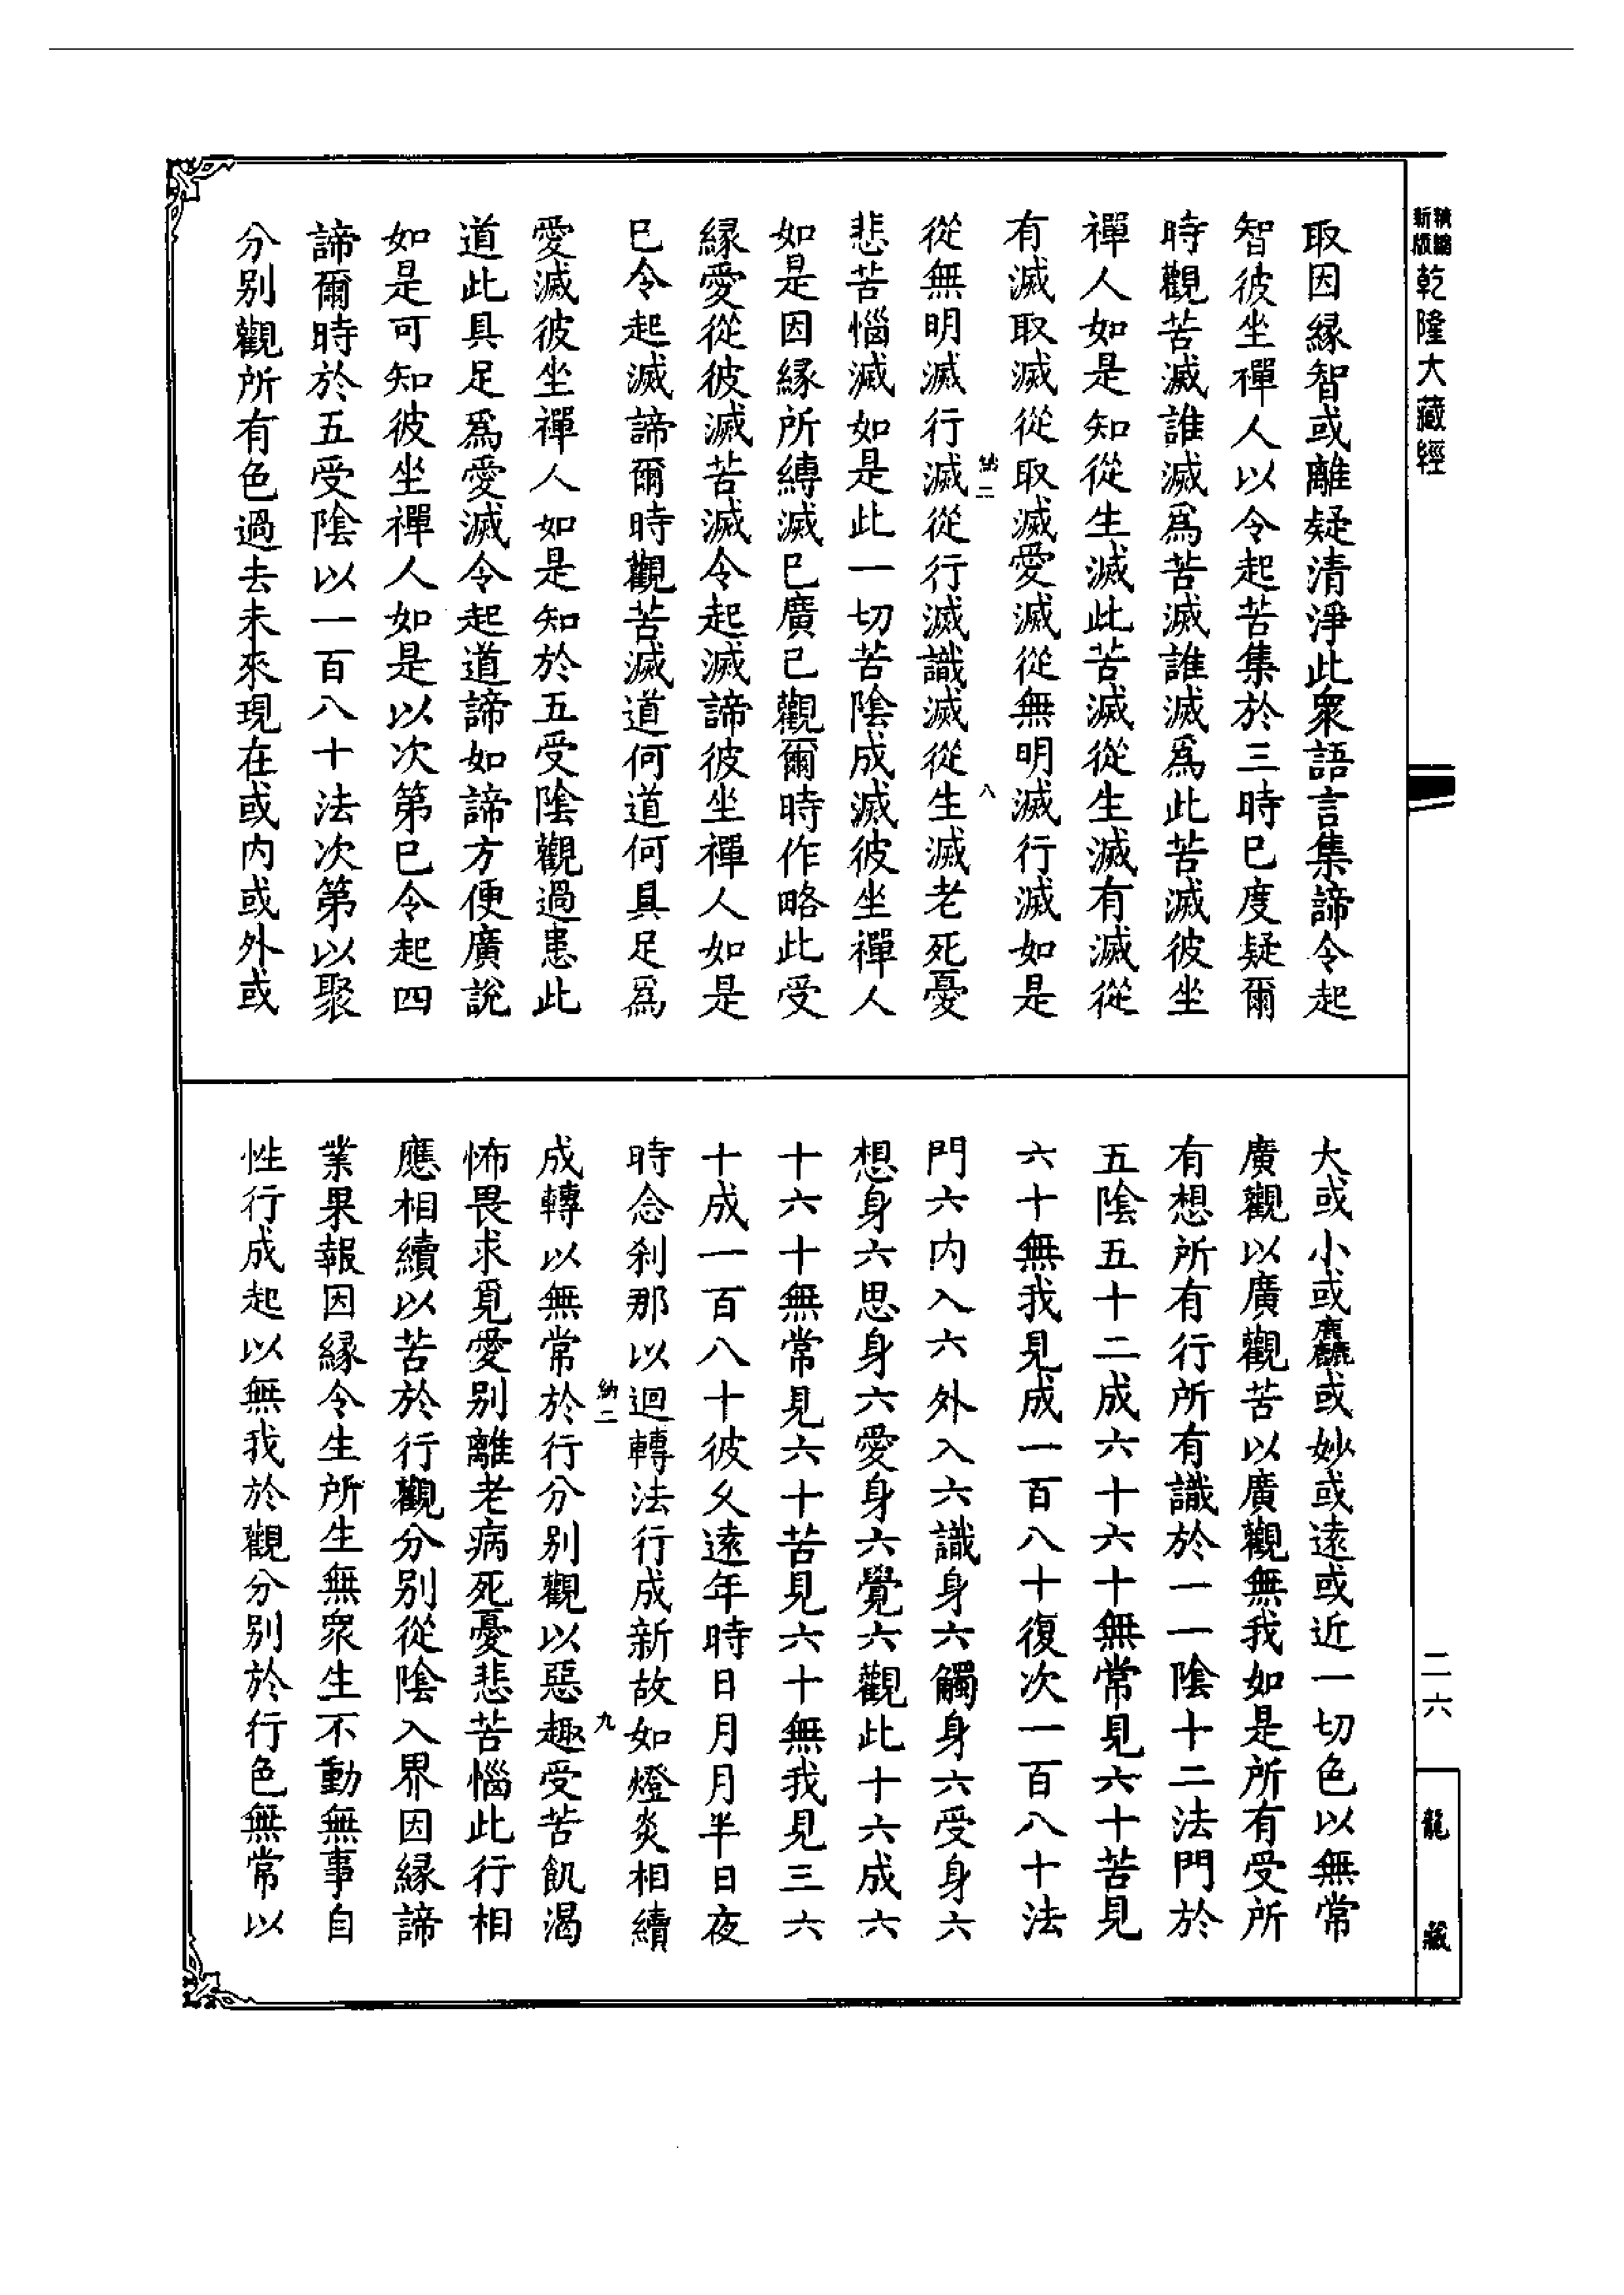 新版
精縮
乾隆大藏經
取因緣智或離疑清淨此衆語言集諦令起
智彼坐禪人以令起苦集於三時已度疑爾
時觀苦滅誰滅爲苦滅誰滅爲此苦滅彼坐
禪人如是知從生滅此苦滅從生滅有滅從
有滅取滅從取滅愛滅從無明滅行滅如是
納二
八
從無明滅行滅從行滅識滅從生滅老死憂
悲苦惱滅如是此一切苦陰成滅彼坐禪人
如是因緣所縛滅已廣已觀爾時作略此受
緣愛從彼滅苦滅令起滅諦彼坐禪人如是
已令起滅諦爾時觀苦滅道何道何具足爲
愛滅彼坐禪人如是知於五受陰觀過患此
道此具足爲愛滅令起道諦如諦方便廣說
如是可知彼坐禪人如是以次第已令起四
諦爾時於五受陰以一百八十法次第以聚
分别觀所有色過去未來現在或内或外或
大或小或麤或妙或遠或近一切色以無常
廣觀以廣觀苦以廣觀無我如是所有受所
有想所有行所有識於一一陰十二法門於
五陰五十二成六十六十無常見六十苦見
六十無我見成一百八十復次一百八十法
門六内入六外入六識身六觸身六受身六
想身六思身六愛身六覺六觀此十六成六
十六十無常見六十苦見六十無我見三六
十成一百八十彼久遠年時日月月半日夜
時念刹那以迴轉法行成新故如燈炎相續
納二
九
成轉以無常於行分别觀以惡趣受苦飢渴
怖畏求覓愛别離老病死憂悲苦惱此行相
應相續以苦於行觀分别從陰入界因緣諦
業果報因緣令生所生無衆生不動無事自
性行成起以無我於觀分别於行色無常以
二六
龍藏